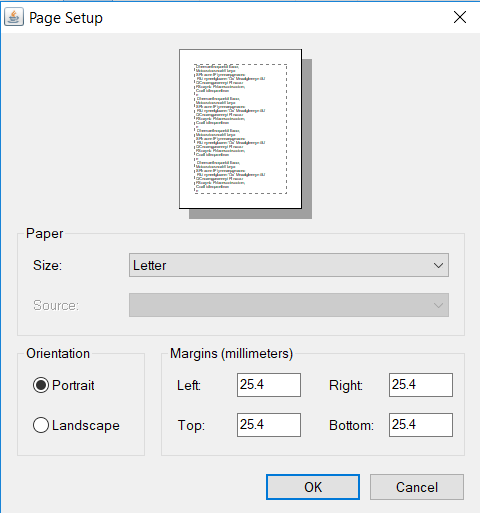 Page Setup
Paper
Size: Letter
Source:
Orientation
Portrait
Landscape
Margins (millimeters)
Left: 25.4 Right: 25.4
Top: 25.4 Bottom: 25.4
OK Cancel